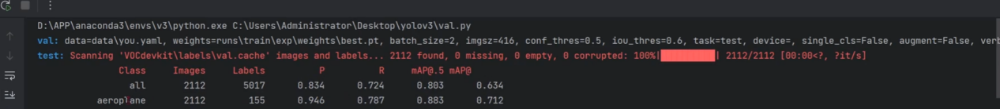 D:\APP\anaconda3\envs\v3\python.exe C:\Users\Administrator\Desktop\yolov3\val.py
val: data=data\you.yaml, weights=runs\train\exp\weights\best.pt, batch_size=2, imgsz=416, conf_thres=0.5, iou_thres=0.6, task=test, device=, single_cls=False, augment=False, verb
test: Scanning 'VOCdevkit\labels\val.cache' images and labels... 2112 found, 0 missing, 0 empty, 0 corrupted: 100%|██████████| 2112/2112 [00:00<?, ?it/s]
Class Images Labels P R mAP@.5 mAP@
all 2112 5017 0.834 0.724 0.803 0.634
aeroplane 2112 155 0.946 0.787 0.883 0.712